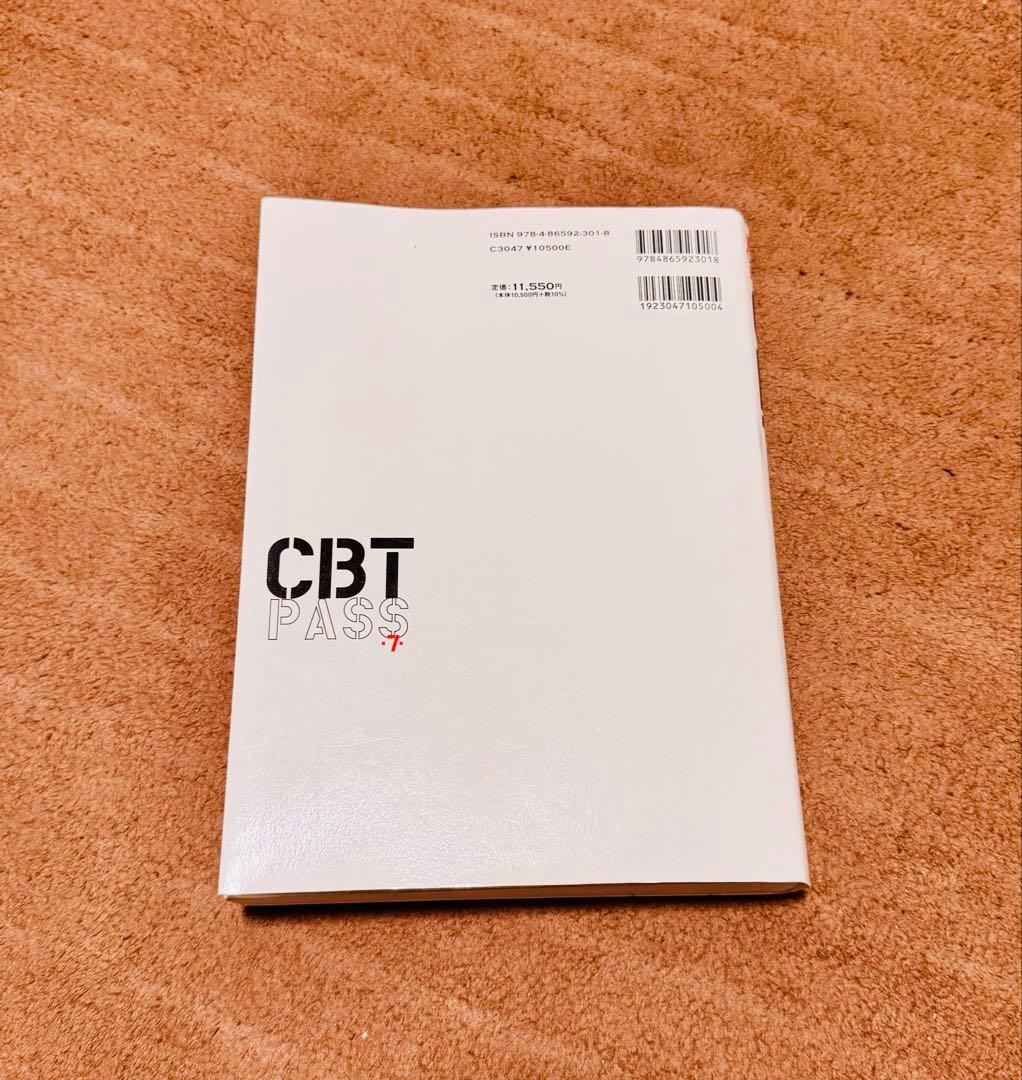 ISBN 978-4-86592-301-8
C3047 ¥10500E
9784865923018
定価：11,550円
（本体10,500円＋税10％）
1923047105004
CBT
PASS
·7·